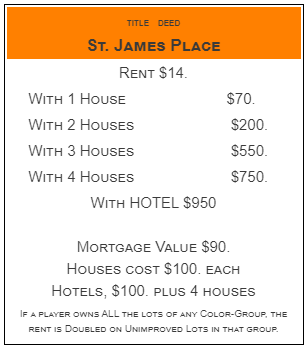 TITLE DEED
ST. JAMES PLACE
RENT $14.
WITH 1 HOUSE $70.
WITH 2 HOUSES $200.
WITH 3 HOUSES $550.
WITH 4 HOUSES $750.
WITH HOTEL $950
MORTGAGE VALUE $90.
HOUSES COST $100. EACH
HOTELS, $100. PLUS 4 HOUSES
IF A PLAYER OWNS ALL THE LOTS OF ANY COLOR-GROUP, THE
RENT IS DOUBLED ON UNIMPROVED LOTS IN THAT GROUP.